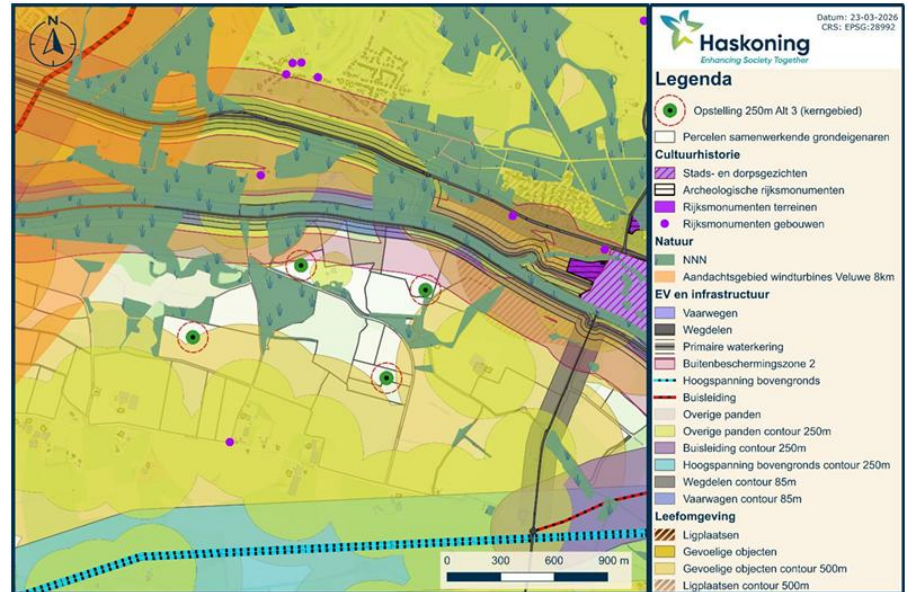 N
0 300 600 900 m
Datum: 23-03-2026
CRS: EPSG:28992
Haskoning
Enhancing Society Together
Legenda
Opstelling 250m Alt 3 (kerngebied)
Percelen samenwerkende grondeigenaren
Cultuurhistorie
Stads- en dorpsgezichten
Archeologische rijksmonumenten
Rijksmonumenten terreinen
Rijksmonumenten gebouwen
Natuur
NNN
Aandachtsgebied windturbines Veluwe 8km
EV en infrastructuur
Vaarwegen
Wegdelen
Primaire waterkering
Buitenbeschermingszone 2
Hoogspanning bovengronds
Buisleiding
Overige panden
Overige panden contour 250m
Buisleiding contour 250m
Hoogspanning bovengronds contour 250m
Wegdelen contour 85m
Vaarwagen contour 85m
Leefomgeving
Ligplaatsen
Gevoelige objecten
Gevoelige objecten contour 500m
Ligplaatsen contour 500m